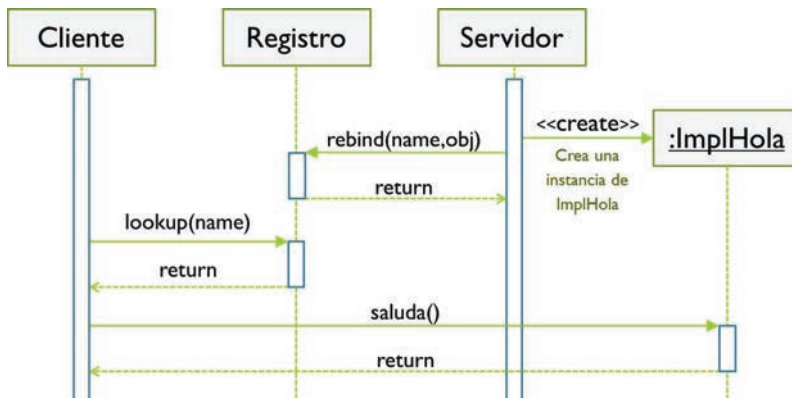 Cliente
Registro
Servidor
<<create>>
:ImplHola
rebind(name,obj)
Crea una
instancia de
ImplHola
return
lookup(name)
return
saluda()
return